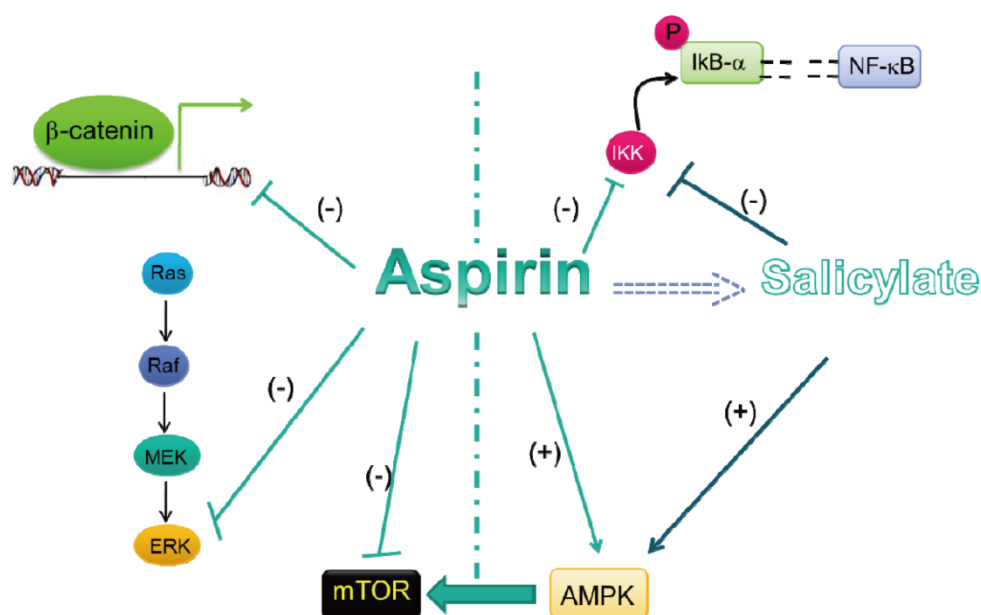 P
IkB-α
NF-κB
β-catenin
IKK
(-)
(-)
(-)
Aspirin
Salicylate
Ras
Raf
(-)
(+)
MEK
(-)
(+)
ERK
mTOR
AMPK